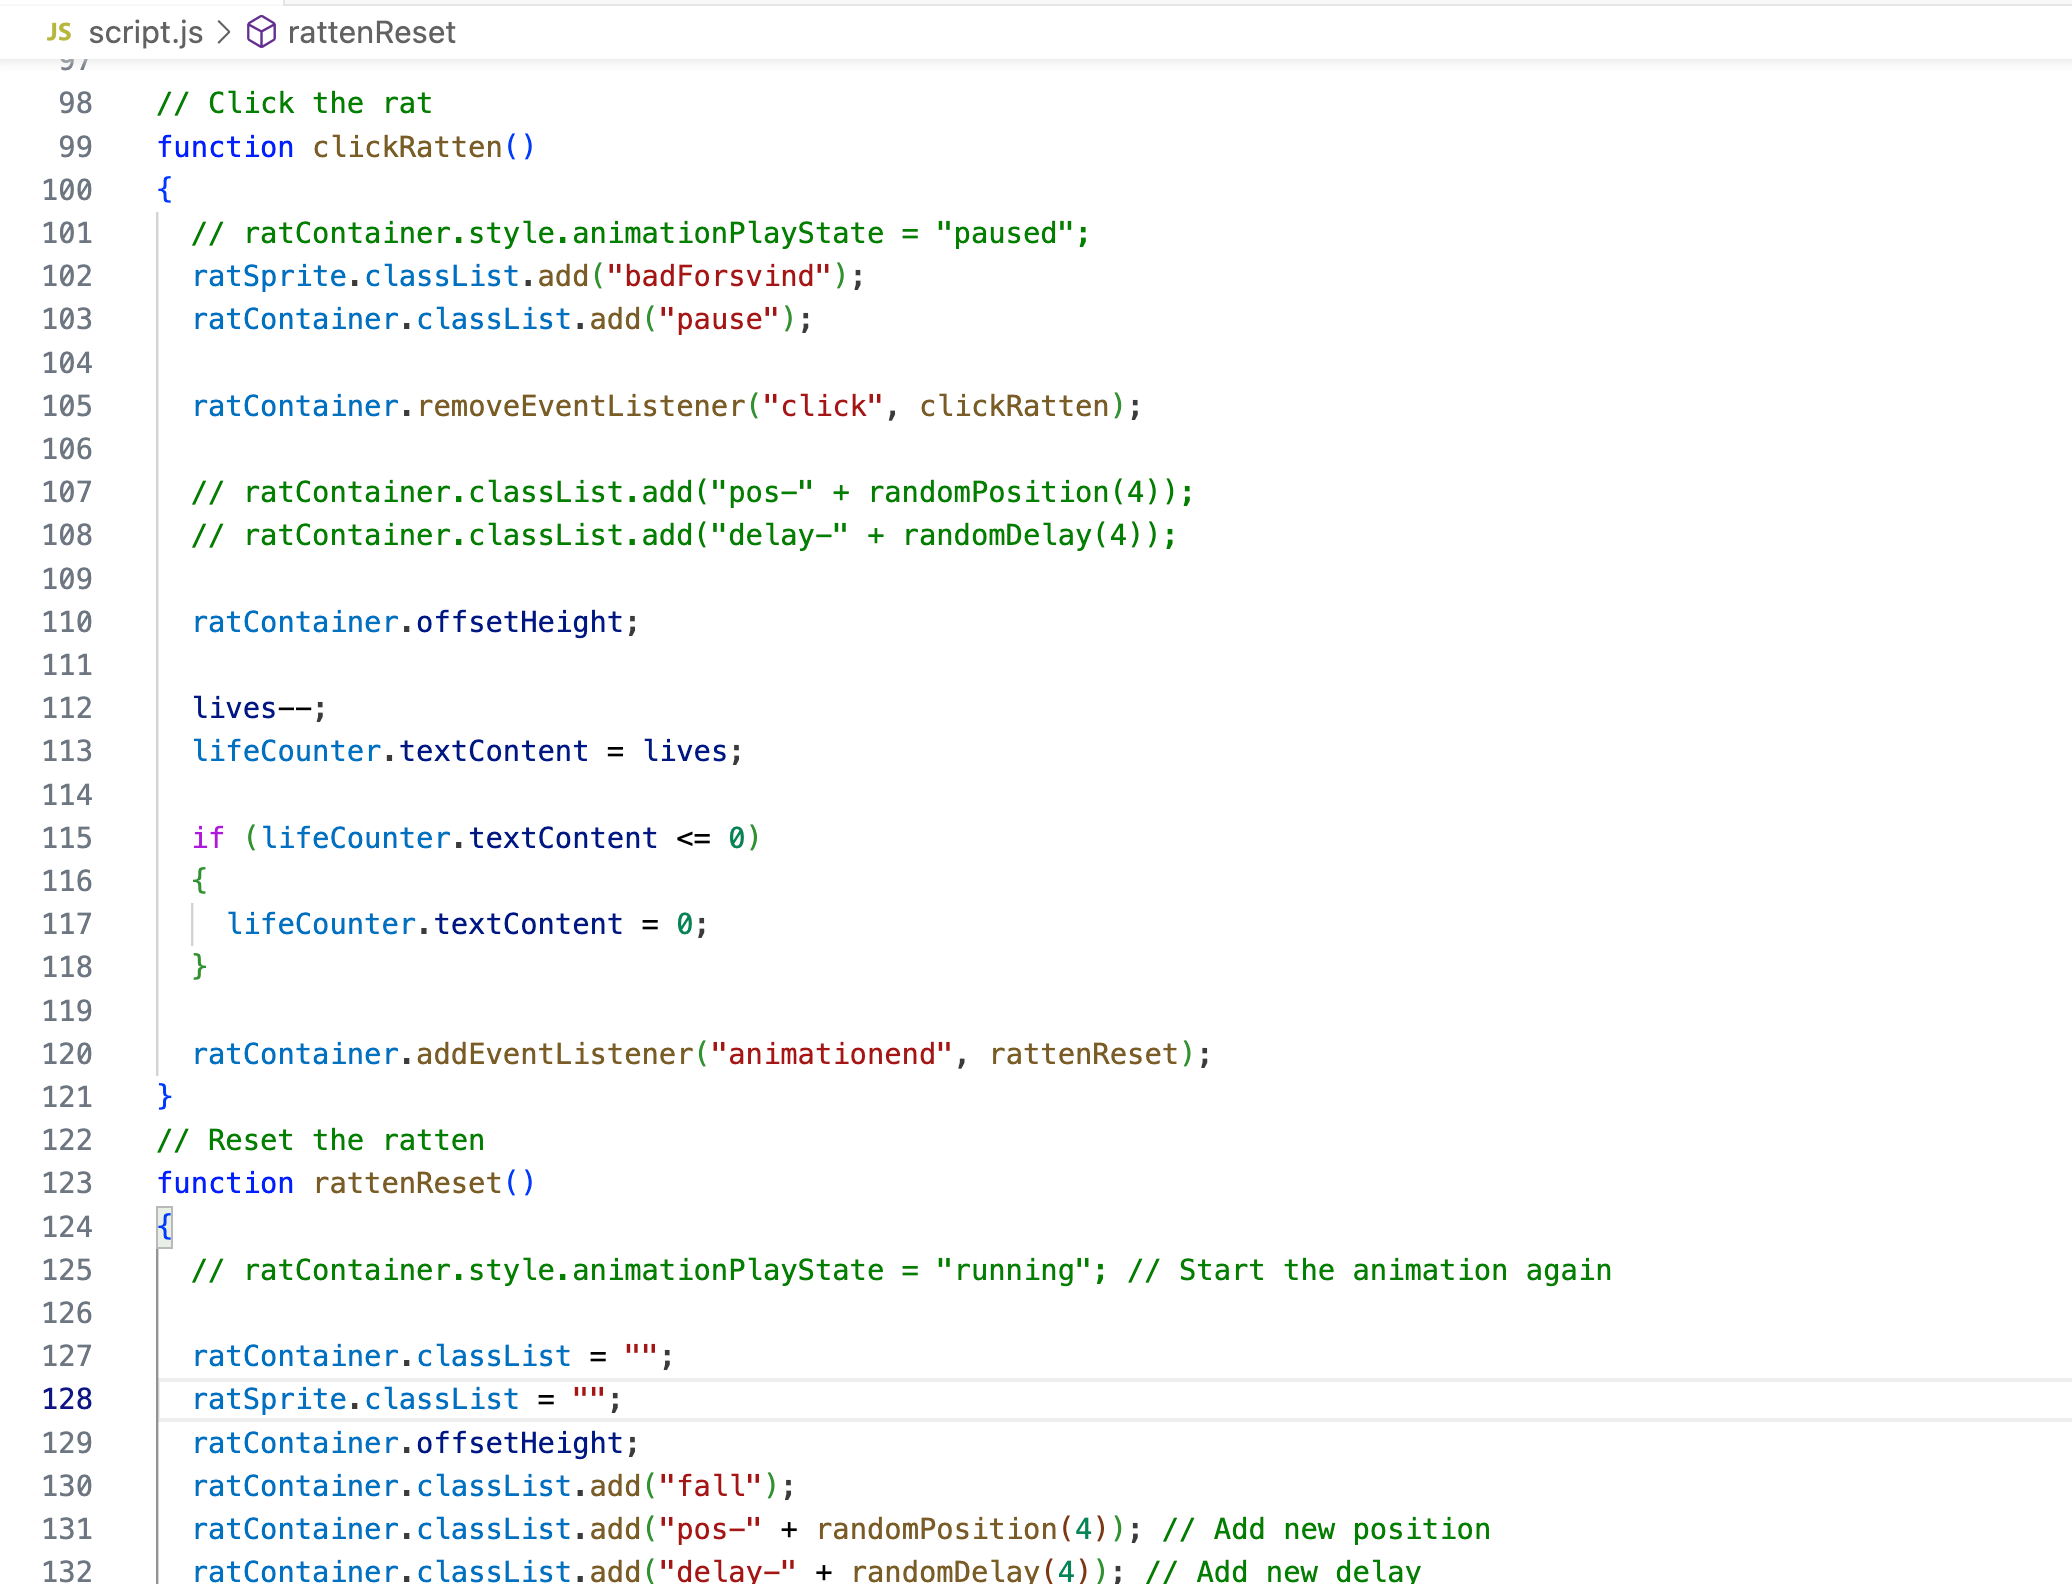 JS script.js > rattenReset
97
98 // Click the rat
99 function clickRatten()
100 {
101 // ratContainer.style.animationPlayState = "paused";
102 ratSprite.classList.add("badForsvind");
103 ratContainer.classList.add("pause");
104
105 ratContainer.removeEventListener("click", clickRatten);
106
107 // ratContainer.classList.add("pos-" + randomPosition(4));
108 // ratContainer.classList.add("delay-" + randomDelay(4));
109
110 ratContainer.offsetHeight;
111
112 lives--;
113 lifeCounter.textContent = lives;
114
115 if (lifeCounter.textContent <= 0)
116 {
117 lifeCounter.textContent = 0;
118 }
119
120 ratContainer.addEventListener("animationend", rattenReset);
121 }
122 // Reset the ratten
123 function rattenReset()
124 {
125 // ratContainer.style.animationPlayState = "running"; // Start the animation again
126
127 ratContainer.classList = "";
128 ratSprite.classList = "";
129 ratContainer.offsetHeight;
130 ratContainer.classList.add("fall");
131 ratContainer.classList.add("pos-" + randomPosition(4)); // Add new position
132 ratContainer.classList.add("delay-" + randomDelay(4)); // Add new delay